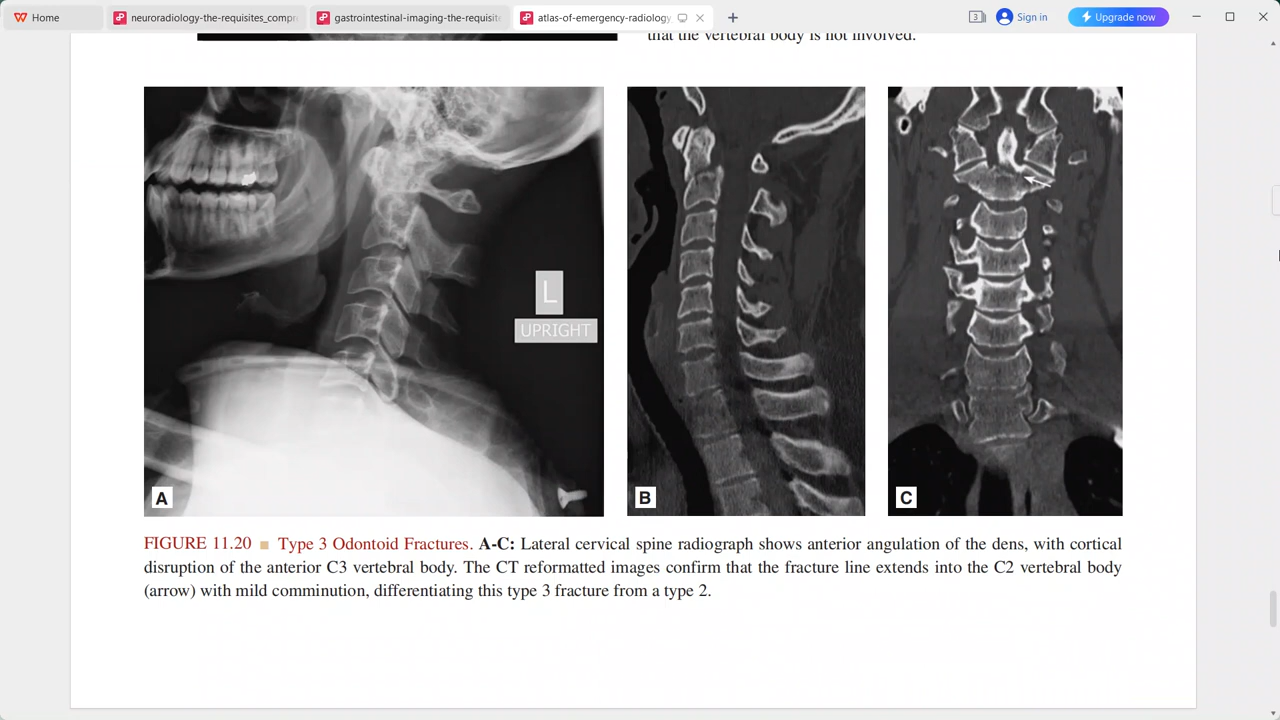 Home
neuroradiology-the-requisites_compr
gastrointestinal-imaging-the-requisite
atlas-of-emergency-radiology
3
Sign in
Upgrade now
that the vertebral body is not involved.
L
UPRIGHT
A
B
C
FIGURE 11.20 Type 3 Odontoid Fractures. A-C: Lateral cervical spine radiograph shows anterior angulation of the dens, with cortical
disruption of the anterior C3 vertebral body. The CT reformatted images confirm that the fracture line extends into the C2 vertebral body
(arrow) with mild comminution, differentiating this type 3 fracture from a type 2.